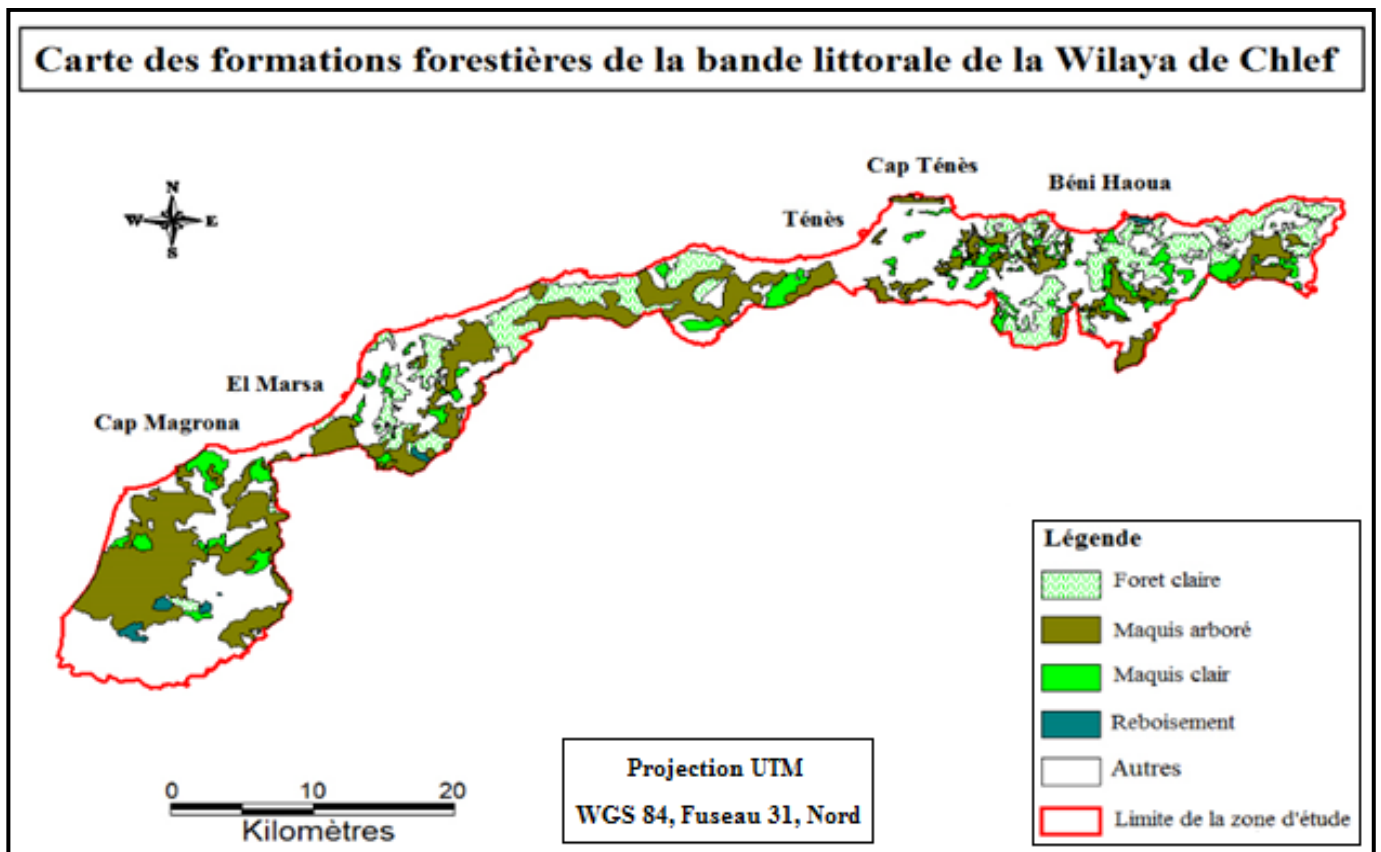 Carte des formations forestières de la bande littorale de la Wilaya de Chlef
Cap Ténès
Béni Haoua
Ténès
N
W E
S
El Marsa
Cap Magrona
Légende
Foret claire
Maquis arboré
Maquis clair
Reboisement
Autres
Limite de la zone d'étude
Projection UTM
WGS 84, Fuseau 31, Nord
0 10 20
Kilomètres